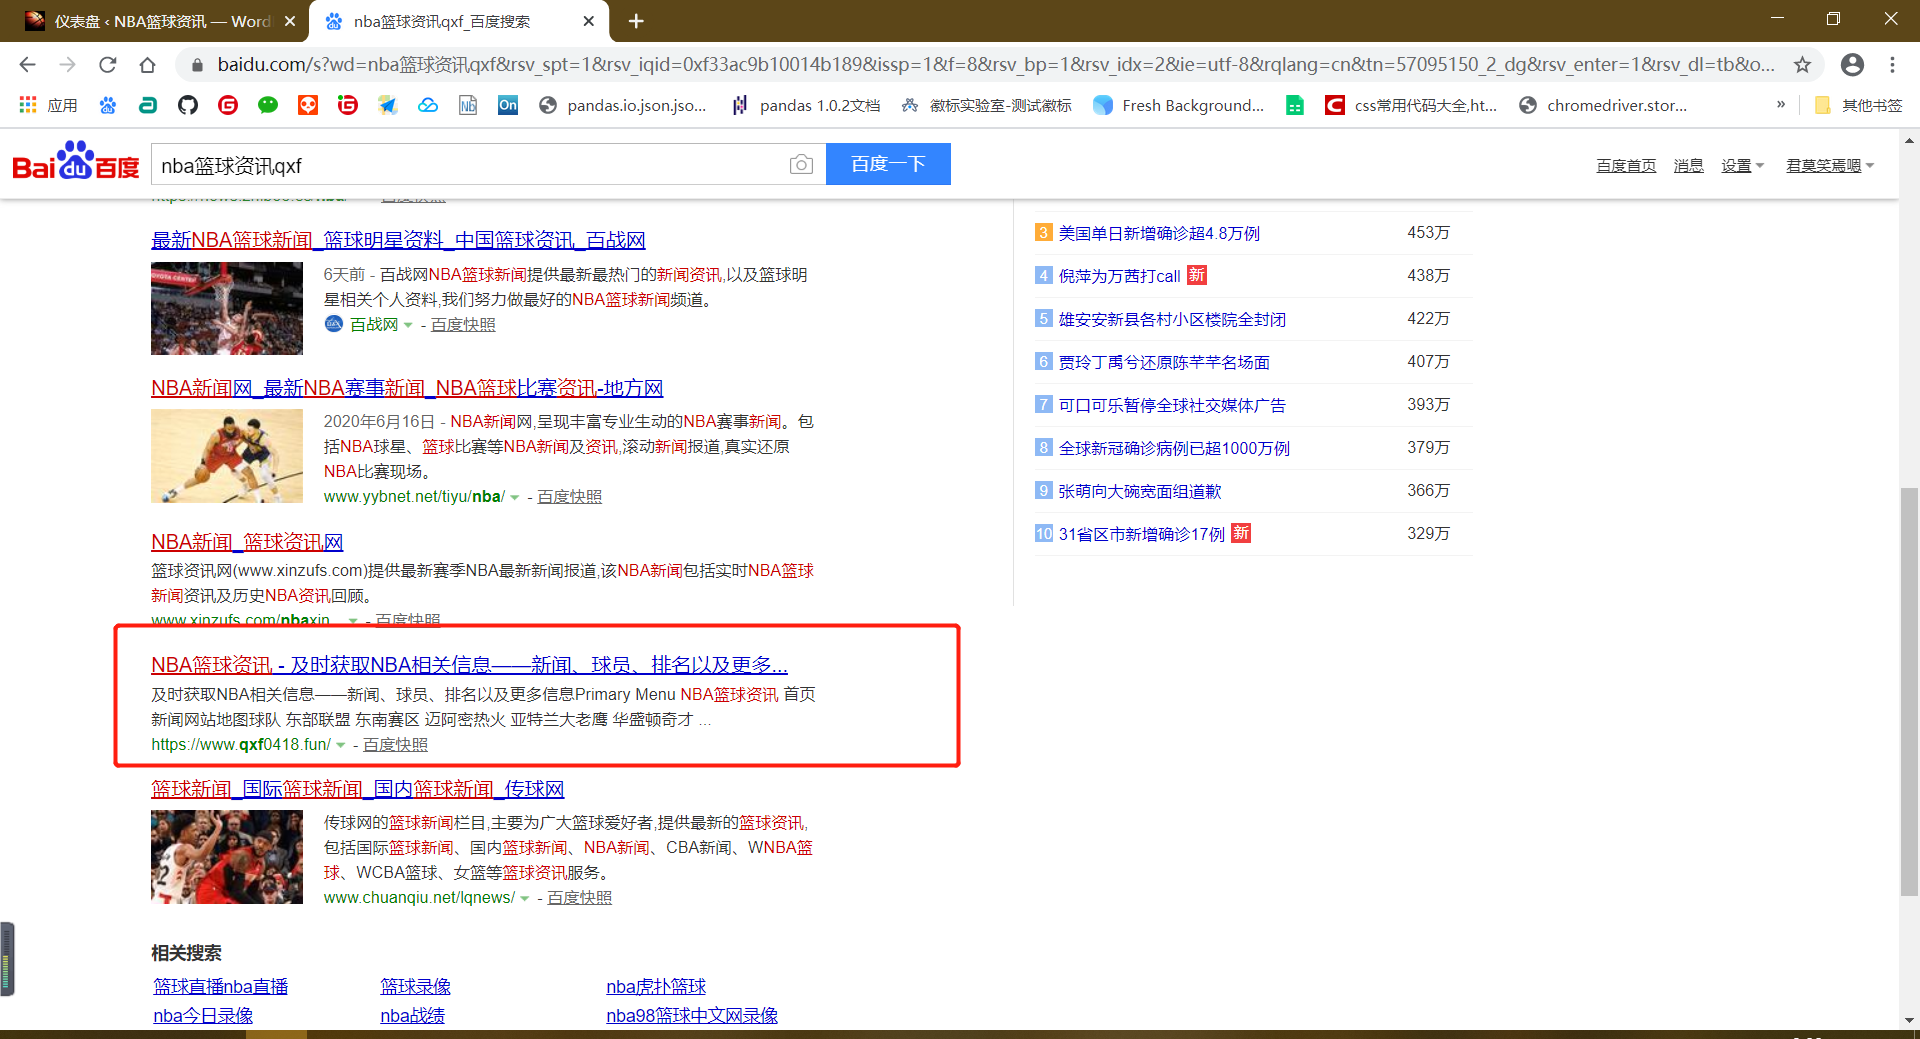 仪表盘 ‹ NBA篮球资讯 — Word
nba篮球资讯qxf_百度搜索
baidu.com/s?wd=nba篮球资讯qxf&rsv_spt=1&rsv_iqid=0xf33ac9b10014b189&issp=1&f=8&rsv_bp=1&rsv_idx=2&ie=utf-8&rqlang=cn&tn=57095150_2_dg&rsv_enter=1&rsv_dl=tb&o...
应用
Nb
On
pandas.io.json.jso...
pandas 1.0.2文档
徽标实验室-测试徽标
Fresh Background...
css常用代码大全,ht...
chromedriver.stor...
»
其他书签
Bai du 百度
nba篮球资讯qxf
百度一下
百度首页
消息
设置
君莫笑焉嗯
最新NBA篮球新闻_篮球明星资料_中国篮球资讯_百战网
6天前 - 百战网NBA篮球新闻提供最新最热门的新闻资讯,以及篮球明
星相关个人资料,我们努力做最好的NBA篮球新闻频道。
百战网 - 百度快照
NBA新闻网_最新NBA赛事新闻_NBA篮球比赛资讯-地方网
2020年6月16日 - NBA新闻网,呈现丰富专业生动的NBA赛事新闻。包
括NBA球星、篮球比赛等NBA新闻及资讯,滚动新闻报道,真实还原
NBA比赛现场。
www.yybnet.net/tiyu/nba/ - 百度快照
NBA新闻_篮球资讯网
篮球资讯网(www.xinzufs.com)提供最新赛季NBA最新新闻报道,该NBA新闻包括实时NBA篮球
新闻资讯及历史NBA资讯回顾。
www.xinzufs.com/nbaxin... - 百度快照
NBA篮球资讯 - 及时获取NBA相关信息——新闻、球员、排名以及更多...
及时获取NBA相关信息——新闻、球员、排名以及更多信息Primary Menu NBA篮球资讯 首页
新闻网站地图球队 东部联盟 东南赛区 迈阿密热火 亚特兰大老鹰 华盛顿奇才 ...
https://www.qxf0418.fun/ - 百度快照
篮球新闻_国际篮球新闻_国内篮球新闻_传球网
传球网的篮球新闻栏目,主要为广大篮球爱好者,提供最新的篮球资讯,
包括国际篮球新闻、国内篮球新闻、NBA新闻、CBA新闻、WNBA篮
球、WCBA篮球、女篮等篮球资讯服务。
www.chuanqiu.net/lqnews/ - 百度快照
相关搜索
篮球直播nba直播
篮球录像
nba虎扑篮球
nba今日录像
nba战绩
nba98篮球中文网录像
3 美国单日新增确诊超4.8万例 453万
4 倪萍为万茜打call 新 438万
5 雄安安新县各村小区楼院全封闭 422万
6 贾玲丁禹兮还原陈芊芊名场面 407万
7 可口可乐暂停全球社交媒体广告 393万
8 全球新冠确诊病例已超1000万例 379万
9 张萌向大碗宽面组道歉 366万
10 31省区市新增确诊17例 新 329万